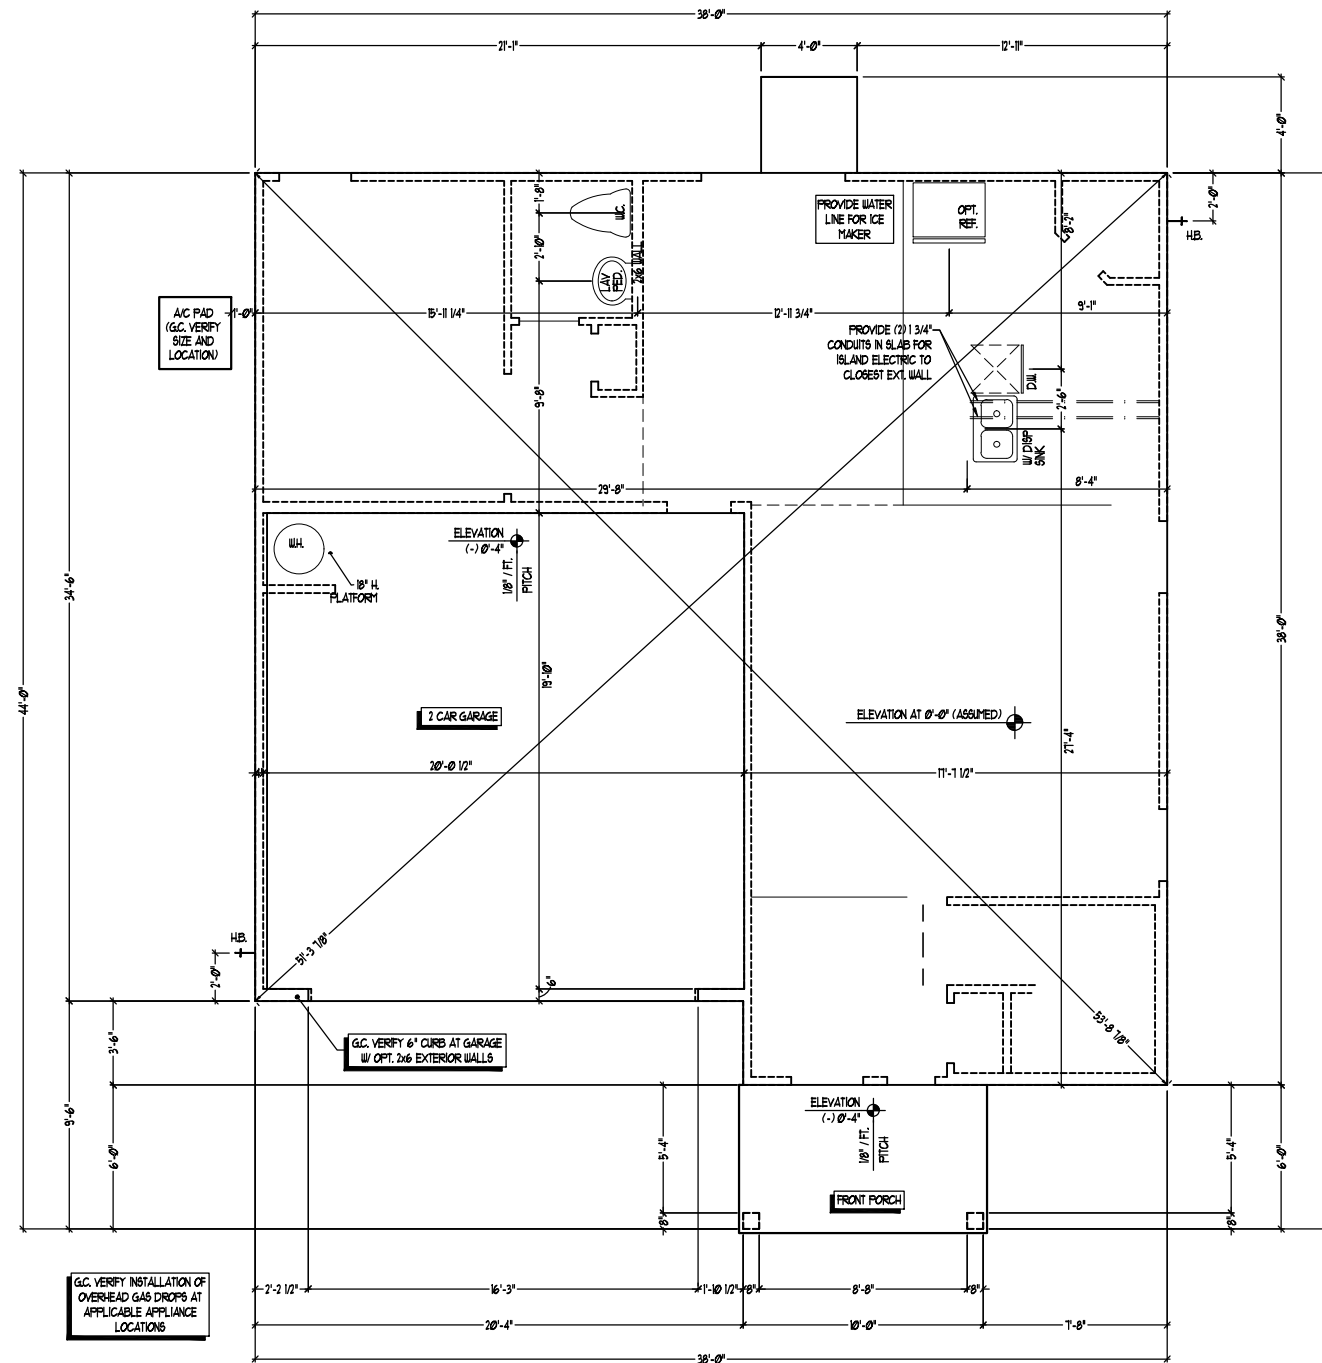 38'-0"
21'-1"
4'-0"
12'-11"
4'-0"
1'-8"
W.C.
PROVIDE WATER
LINE FOR ICE
MAKER
OPT.
REF.
8'-2"
2'-0"
H.B.
2'-10"
LAV
PED.
2x6 WALL
A/C PAD
(G.C. VERIFY
SIZE AND
LOCATION)
1'-0"
15'-11 1/4"
12'-11 3/4"
9'-1"
PROVIDE (2) 1 3/4"
CONDUITS IN SLAB FOR
ISLAND ELECTRIC TO
CLOSEST EXT. WALL
D.W.
2'-6"
9'-8"
W/ DISP
SINK
29'-8"
8'-4"
W.H.
ELEVATION
(-) 0'-4"
1/8" / FT.
PITCH
18" H.
PLATFORM
34'-6"
38'-0"
44'-0"
19'-10"
2 CAR GARAGE
ELEVATION AT 0'-0" (ASSUMED)
27'-4"
4"
20'-0 1/2"
17'-7 1/2"
H.B.
2'-0"
51'-3 7/8"
6"
53'-8 7/8"
G.C. VERIFY 6" CURB AT GARAGE
W/ OPT. 2x6 EXTERIOR WALLS
3'-6"
9'-6"
6'-0"
5'-4"
8"
ELEVATION
(-) 0'-4"
1/8" / FT.
PITCH
FRONT PORCH
5'-4"
8"
6'-0"
G.C. VERIFY INSTALLATION OF
OVERHEAD GAS DROPS AT
APPLICABLE APPLIANCE
LOCATIONS
2'-2 1/2"
16'-3"
1'-10 1/2"
8"
8'-8"
8"
20'-4"
10'-0"
7'-8"
38'-0"